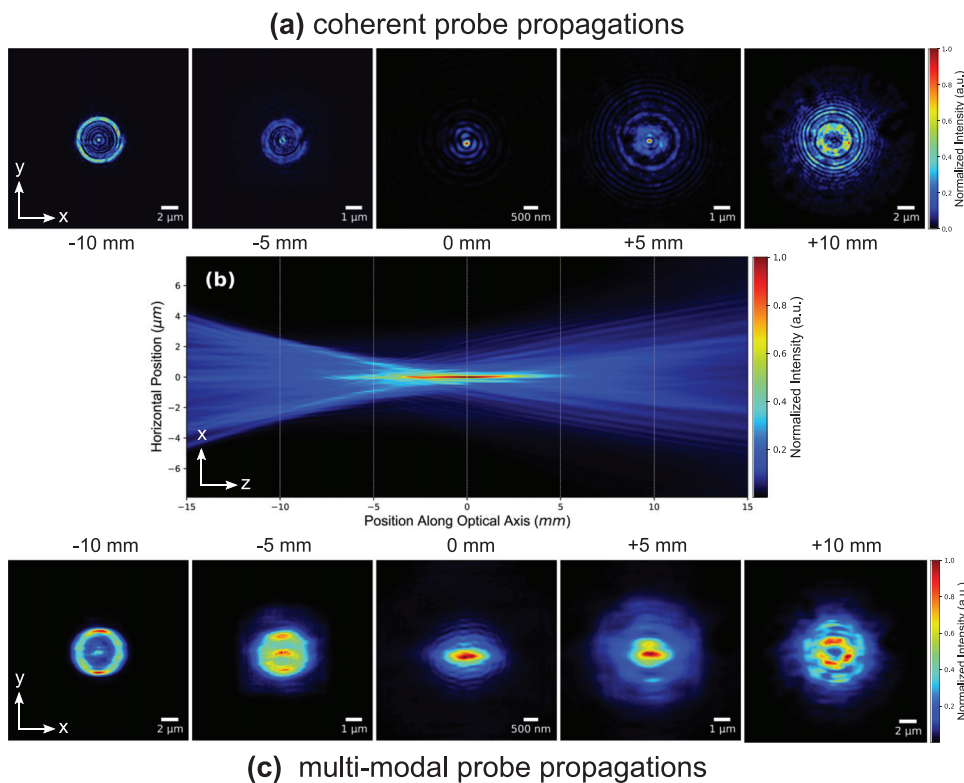 (a) coherent probe propagations
y
x
2 μm
1 μm
500 nm
1 μm
2 μm
1.0
0.8
0.6
0.4
0.2
0.0
Normalized Intensity (a.u.)
-10 mm
-5 mm
0 mm
+5 mm
+10 mm
(b)
Horizontal Position (μm)
6
4
2
0
−2
−4
−6
x
z
−15
−10
−5
0
5
10
15
Position Along Optical Axis (mm)
1.0
0.8
0.6
0.4
0.2
Normalized Intensity (a.u.)
-10 mm
-5 mm
0 mm
+5 mm
+10 mm
y
x
2 μm
1 μm
500 nm
1 μm
2 μm
1.0
0.8
0.6
0.4
0.2
0.0
Normalized Intensity (a.u.)
(c) multi-modal probe propagations